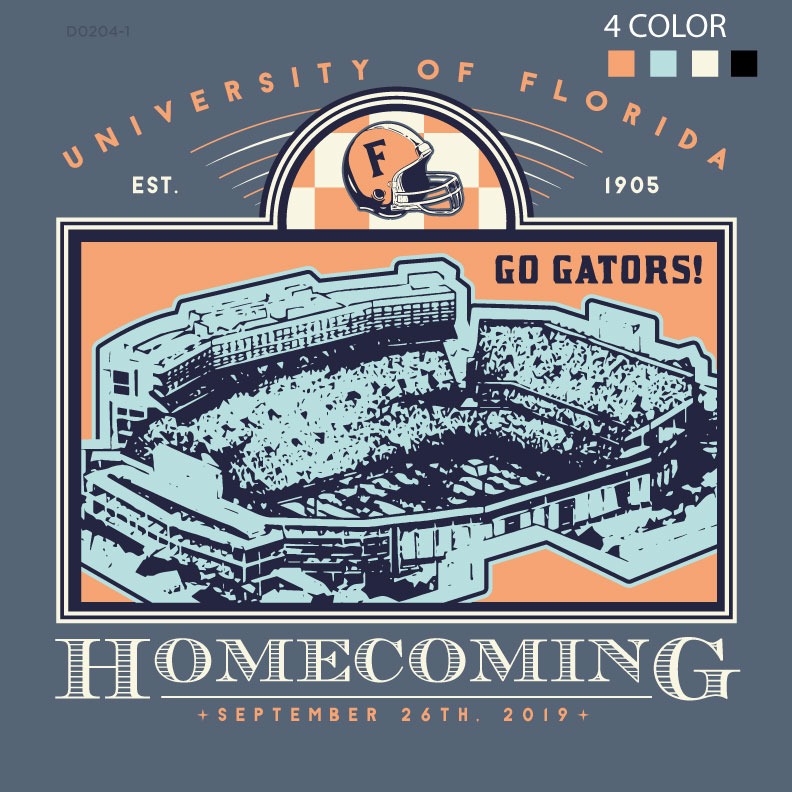 D0204-1
4 COLOR
UNIVERSITY OF FLORIDA
EST.
1905
F
GO GATORS!
HOMECOMING
SEPTEMBER 26TH. 2019